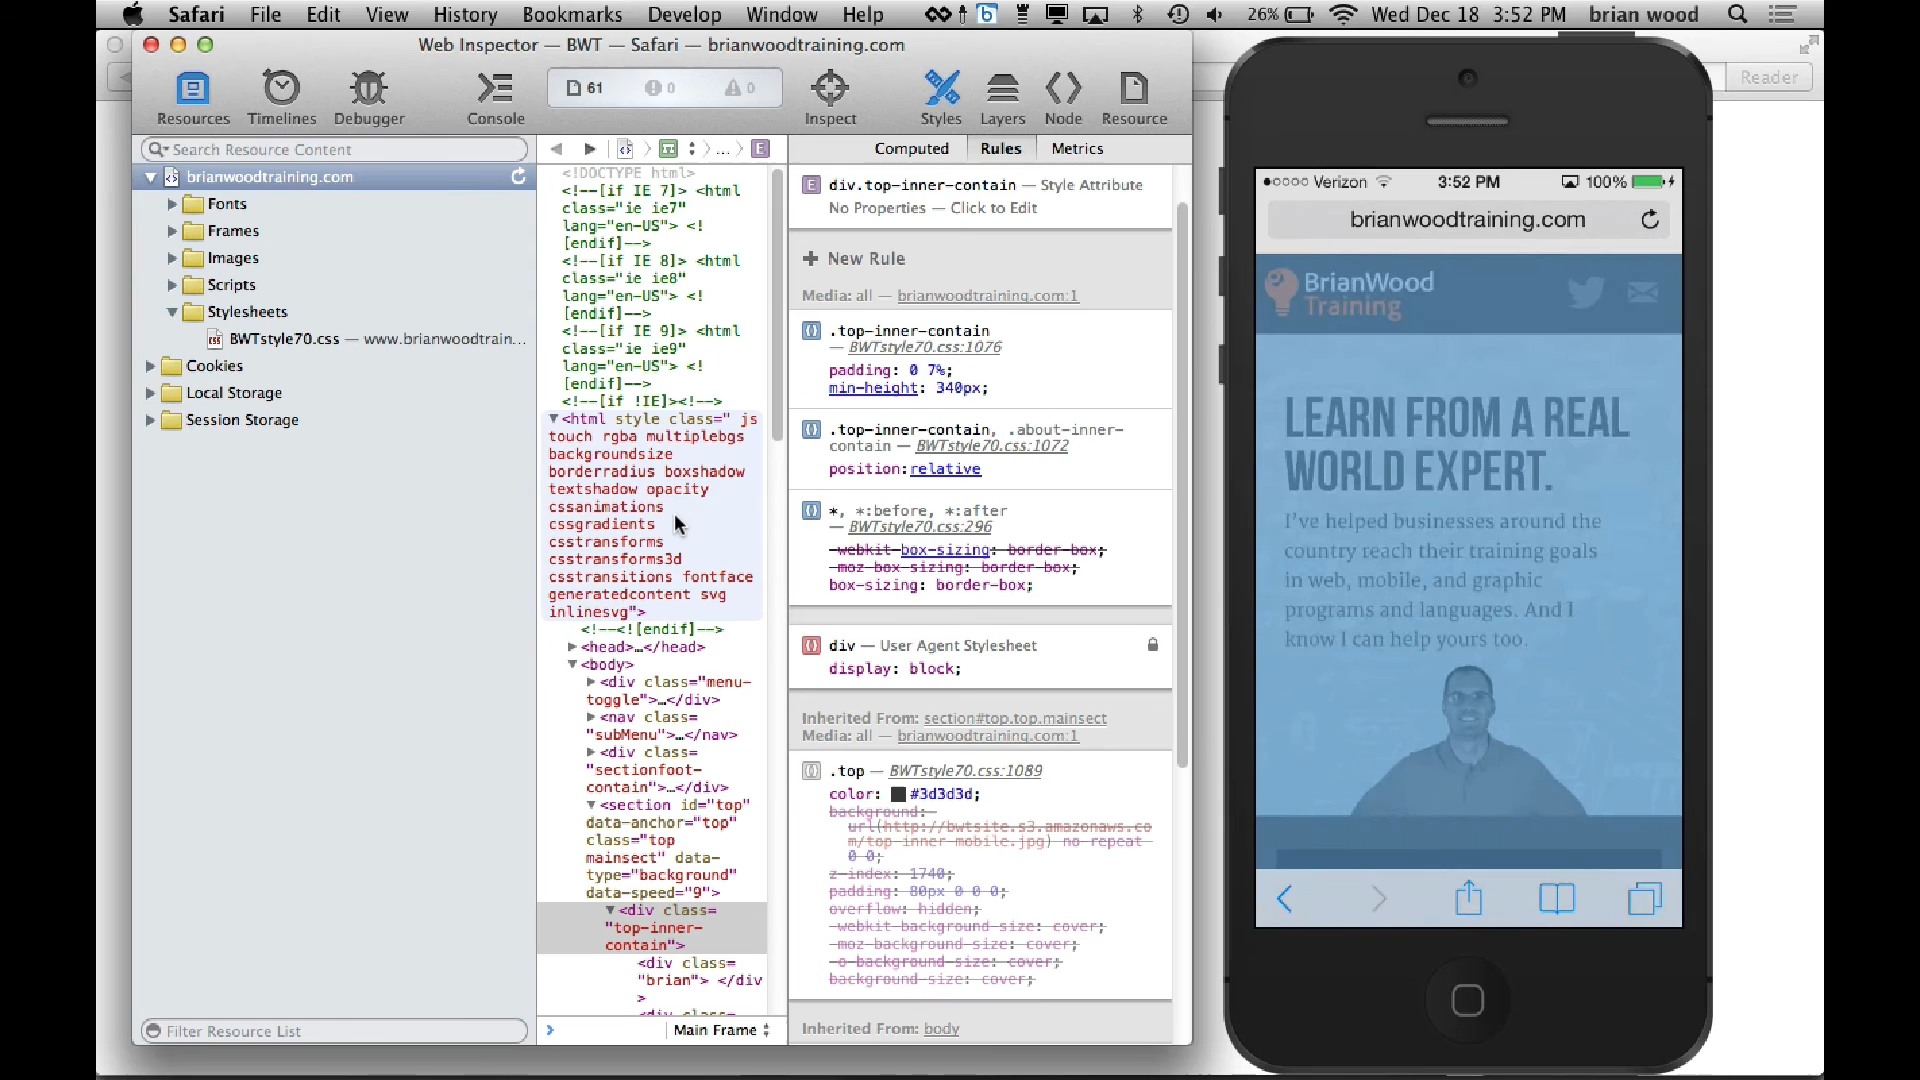 Safari File Edit View History Bookmarks Develop Window Help 26% Wed Dec 18 3:52 PM brian wood
Web Inspector — BWT — Safari — brianwoodtraining.com
Reader
61 0 0
Resources Timelines Debugger Console Inspect Styles Layers Node Resource
Search Resource Content
brianwoodtraining.com
Fonts
Frames
Images
Scripts
Stylesheets
BWTstyle70.css — www.brianwoodtrain...
Cookies
Local Storage
Session Storage
Filter Resource List
... E
<!DOCTYPE html>
<!--[if IE 7]> <html
class="ie ie7"
lang="en-US"> <!
[endif]-->
<!--[if IE 8]> <html
class="ie ie8"
lang="en-US"> <!
[endif]-->
<!--[if IE 9]> <html
class="ie ie9"
lang="en-US"> <!
[endif]-->
<!--[if !IE]><!-->
<html style class=" js
touch rgba multiplebgs
backgroundsize
borderradius boxshadow
textshadow opacity
cssanimations
cssgradients
csstransforms
csstransforms3d
csstransitions fontface
generatedcontent svg
inlinesvg">
<!--<![endif]-->
<head>…</head>
<body>
<div class="menu-
toggle">…</div>
<nav class=
"subMenu">…</nav>
<div class=
"sectionfoot-
contain">…</div>
<section id="top"
data-anchor="top"
class="top
mainsect" data-
type="background"
data-speed="9">
<div class=
"top-inner-
contain">
<div class=
"brian"> </div
>
<div class=
Main Frame
Computed Rules Metrics
E div.top-inner-contain — Style Attribute
No Properties — Click to Edit
+ New Rule
Media: all — brianwoodtraining.com:1
.top-inner-contain
— BWTstyle70.css:1076
padding: 0 7%;
min-height: 340px;
.top-inner-contain, .about-inner-
contain — BWTstyle70.css:1072
position:relative
*, *:before, *:after
— BWTstyle70.css:296
-webkit-box-sizing: border-box;
-moz-box-sizing: border-box;
box-sizing: border-box;
div — User Agent Stylesheet
display: block;
Inherited From: section#top.top.mainsect
Media: all — brianwoodtraining.com:1
.top — BWTstyle70.css:1089
color: #3d3d3d;
background:
url(http://bwtsite.s3.amazonaws.co
m/top-inner-mobile.jpg) no-repeat
0 0;
z-index: 1740;
padding: 80px 0 0 0;
overflow: hidden;
-webkit-background-size: cover;
-moz-background-size: cover;
-o-background-size: cover;
background-size: cover;
Inherited From: body
Verizon 3:52 PM 100%
brianwoodtraining.com
BrianWood
Training
LEARN FROM A REAL
WORLD EXPERT.
I've helped businesses around the
country reach their training goals
in web, mobile, and graphic
programs and languages. And I
know I can help yours too.